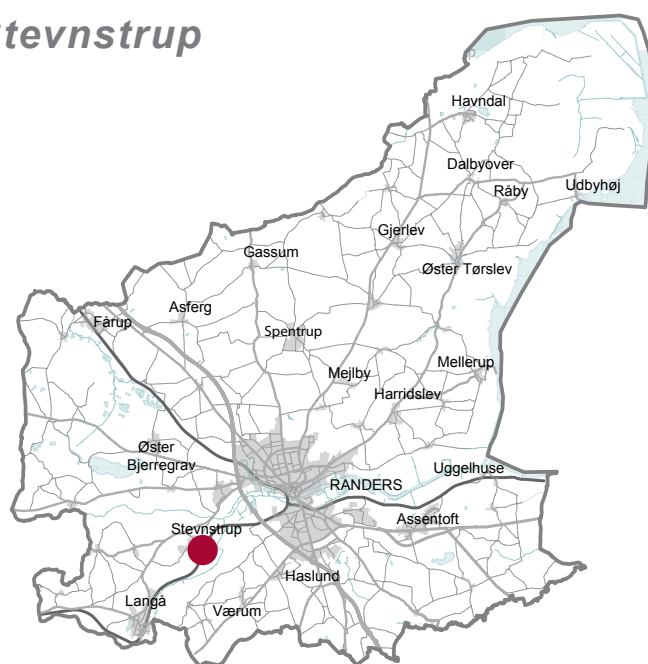 Stevnstrup
Havndal
Dalbyover
Råby
Udbyhøj
Gjerlev
Gassum
Øster Tørslev
Asferg
Fårup
Spentrup
Mellerup
Mejlby
Harridslev
Øster
Bjerregrav
Uggelhuse
RANDERS
Assentoft
Stevnstrup
Haslund
Langå
Værum